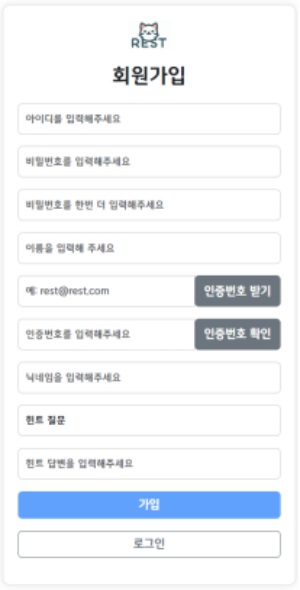 REST
회원가입
아이디를 입력해주세요
비밀번호를 입력해주세요
비밀번호를 한번 더 입력해주세요
이름을 입력해 주세요
예: rest@rest.com 인증번호 받기
인증번호를 입력해주세요 인증번호 확인
닉네임을 입력해주세요
힌트 질문
힌트 답변을 입력해주세요
가입
로그인